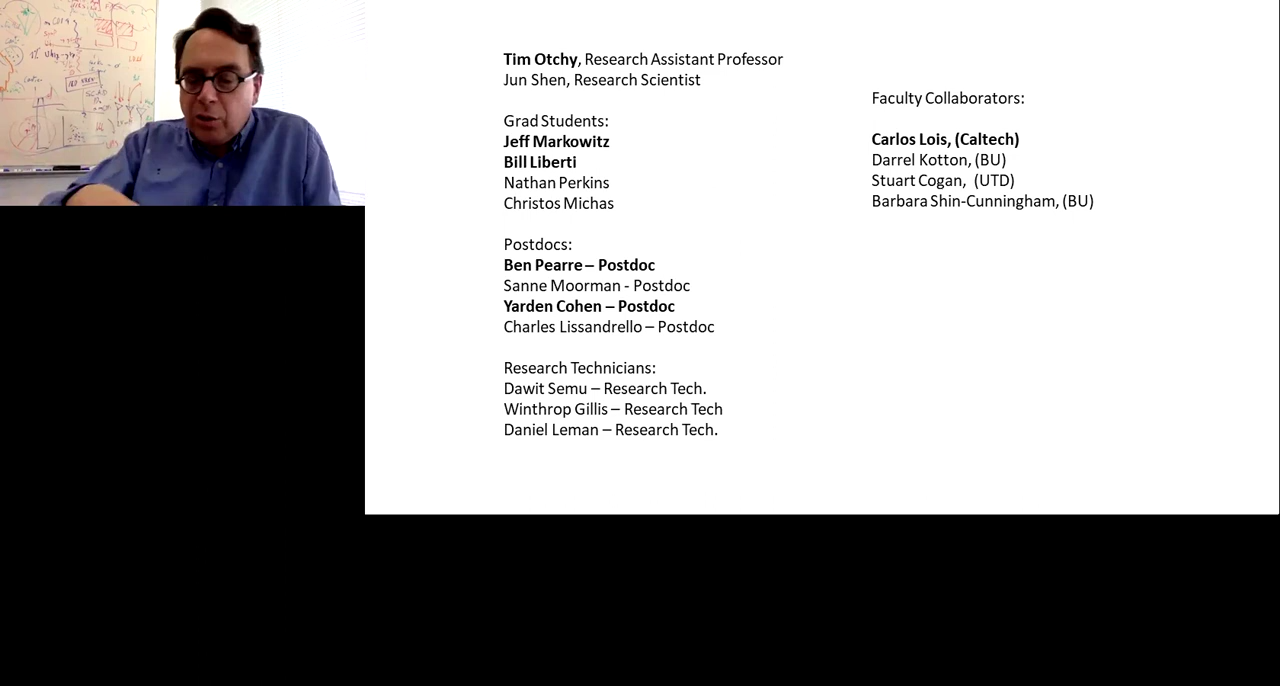 Tim Otchy, Research Assistant Professor
Jun Shen, Research Scientist
Grad Students:
Jeff Markowitz
Bill Liberti
Nathan Perkins
Christos Michas
Postdocs:
Ben Pearre – Postdoc
Sanne Moorman - Postdoc
Yarden Cohen – Postdoc
Charles Lissandrello – Postdoc
Research Technicians:
Dawit Semu – Research Tech.
Winthrop Gillis – Research Tech
Daniel Leman – Research Tech.
Faculty Collaborators:
Carlos Lois, (Caltech)
Darrel Kotton, (BU)
Stuart Cogan, (UTD)
Barbara Shin-Cunningham, (BU)